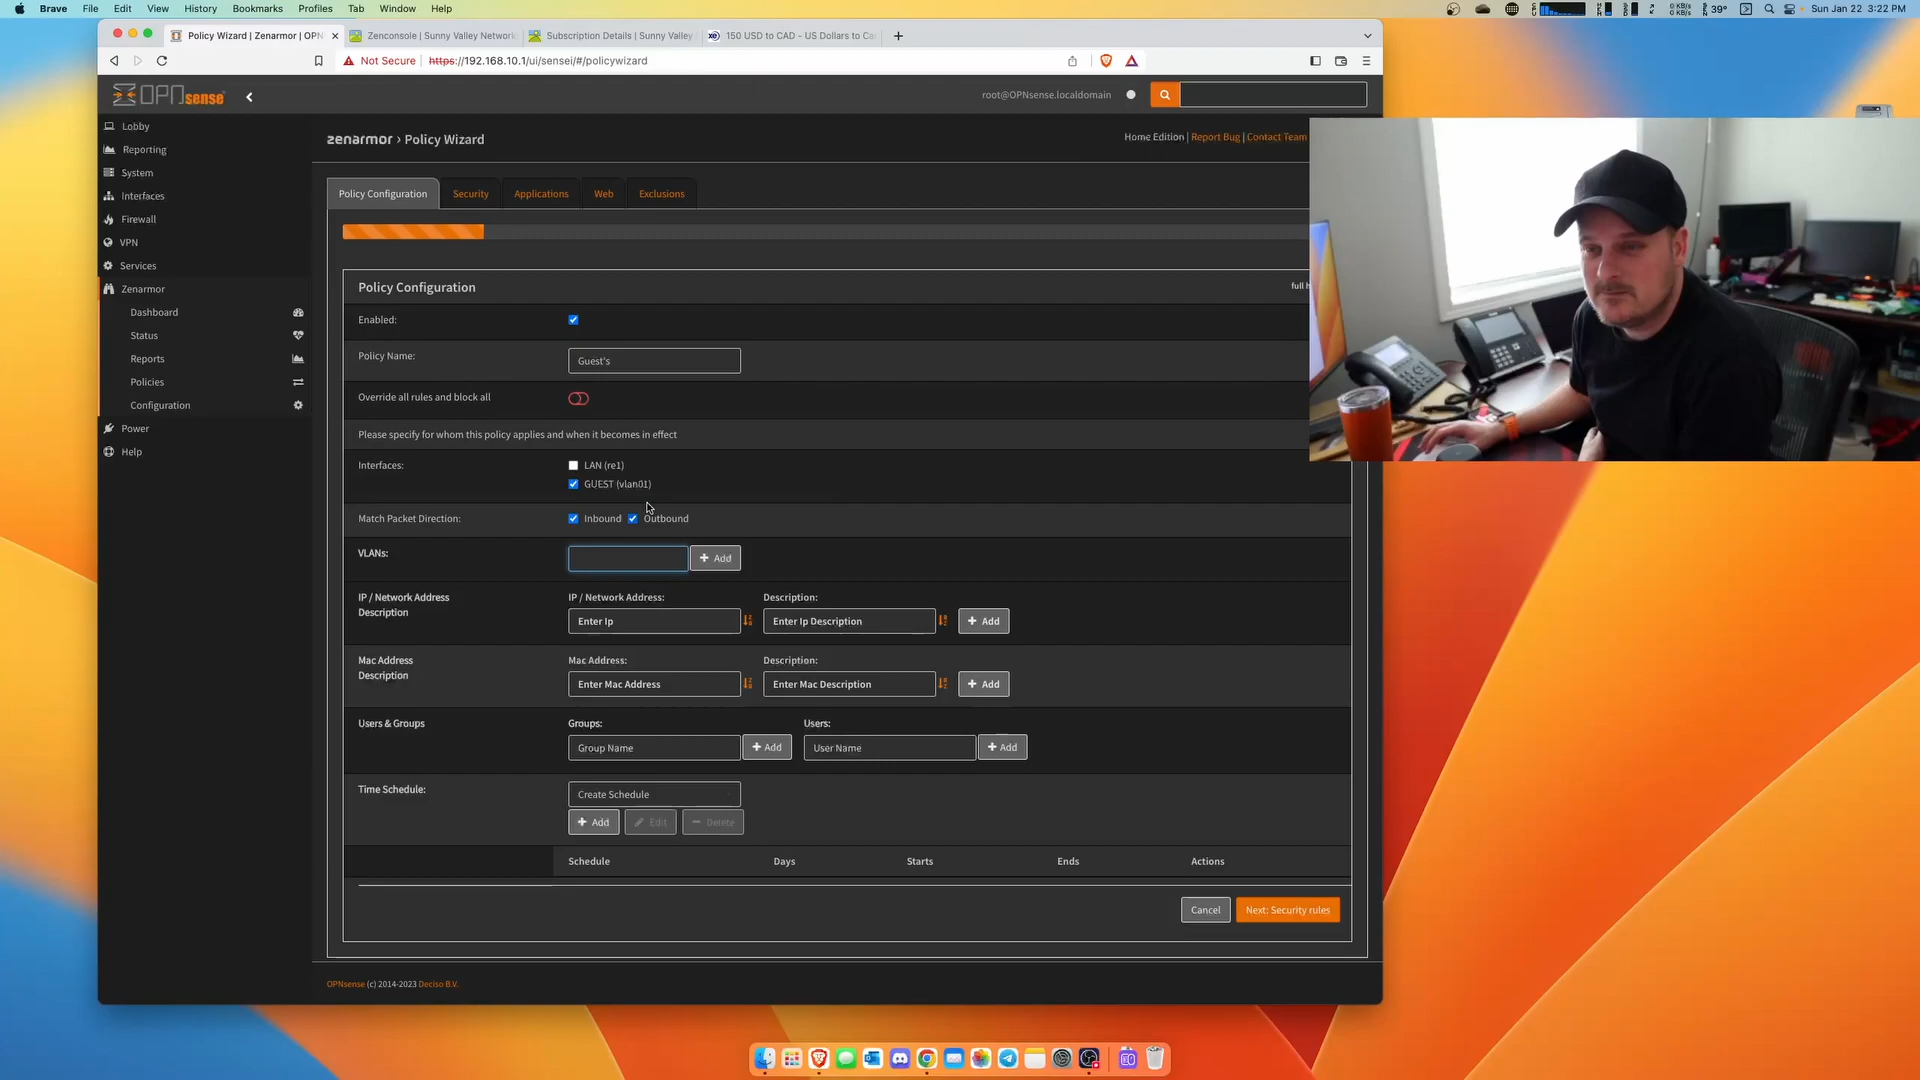 Brave File Edit View History Bookmarks Profiles Tab Window Help
39° Sun Jan 22 3:22 PM
Policy Wizard | Zenarmor | OPN
Zenconsole | Sunny Valley Network
Subscription Details | Sunny Valley
150 USD to CAD - US Dollars to Ca
Not Secure https://192.168.10.1/ui/sensei/#/policywizard
OPNsense
root@OPNsense.localdomain
Lobby
Reporting
System
Interfaces
Firewall
VPN
Services
Zenarmor
Dashboard
Status
Reports
Policies
Configuration
Power
Help
zenarmor › Policy Wizard
Home Edition | Report Bug | Contact Team
Policy Configuration Security Applications Web Exclusions
Policy Configuration
full h
Enabled:
Policy Name: Guest's
Override all rules and block all
Please specify for whom this policy applies and when it becomes in effect
Interfaces: LAN (re1)
GUEST (vlan01)
Match Packet Direction: Inbound Outbound
VLANs: + Add
IP / Network Address Description
IP / Network Address: Description:
Enter Ip Enter Ip Description + Add
Mac Address Description
Mac Address: Description:
Enter Mac Address Enter Mac Description + Add
Users & Groups Groups: Users:
Group Name + Add User Name + Add
Time Schedule: Create Schedule
+ Add Edit Delete
Schedule Days Starts Ends Actions
Cancel Next: Security rules
OPNsense (c) 2014-2023 Deciso B.V.